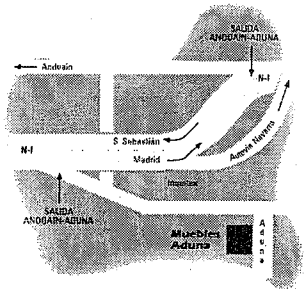 SALIDA
ANDOAIN-ADUNA
Andoain
N-I
S. Sebastián
N-I
Madrid
Autovía Navarra
SALIDA
ANDOAIN-ADUNA
Muebles
Aduna
Aduna